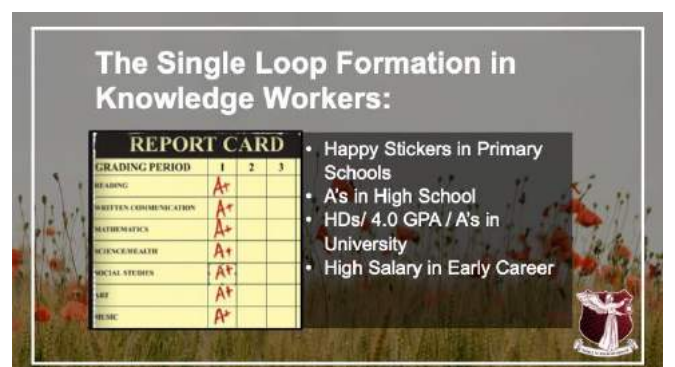 The Single Loop Formation in
Knowledge Workers:
REPORT CARD
GRADING PERIOD 1 2 3
READING A+
WRITTEN COMMUNICATION A+
MATHEMATICS A+
SCIENCE/HEALTH A+
SOCIAL STUDIES A+
ART A+
MUSIC A+
• Happy Stickers in Primary
Schools
• A's in High School
• HDs/ 4.0 GPA / A's in
University
• High Salary in Early Career